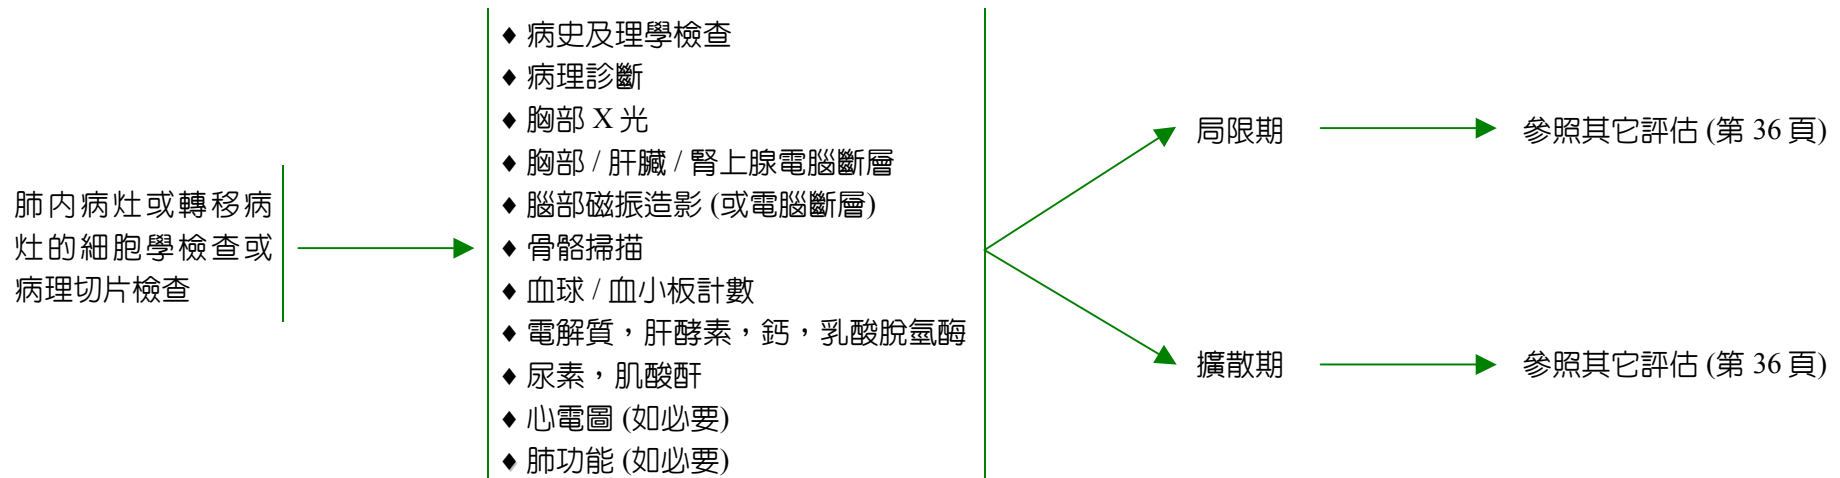 肺內病灶或轉移病
灶的細胞學檢查或
病理切片檢查
♦ 病史及理學檢查
♦ 病理診斷
♦ 胸部 X 光
♦ 胸部 / 肝臟 / 腎上腺電腦斷層
♦ 腦部磁振造影 (或電腦斷層)
♦ 骨骼掃描
♦ 血球 / 血小板計數
♦ 電解質，肝酵素，鈣，乳酸脫氫酶
♦ 尿素，肌酸酐
♦ 心電圖 (如必要)
♦ 肺功能 (如必要)
局限期
參照其它評估 (第 36 頁)
擴散期
參照其它評估 (第 36 頁)